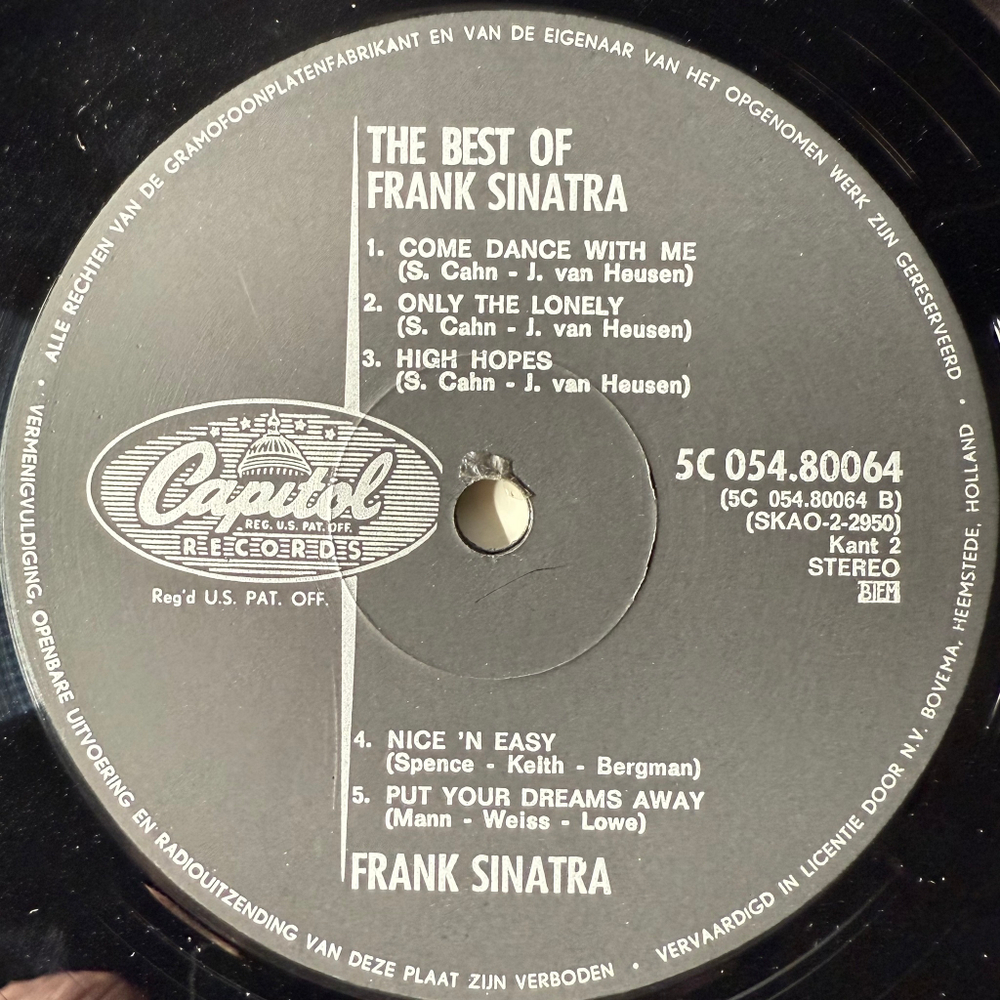 ALLE RECHTEN VAN DE GRAMOFOONPLATENFABRIKANT EN VAN DE EIGENAAR VAN HET OPGENOMEN WERK ZIJN GERESERVEERD •
THE BEST OF
FRANK SINATRA
1. COME DANCE WITH ME
(S. Cahn - J. van Heusen)
2. ONLY THE LONELY
(S. Cahn - J. van Heusen)
3. HIGH HOPES
(S. Cahn - J. van Heusen)
Capitol
REG. U.S. PAT. OFF.
RECORDS
Reg'd U.S. PAT. OFF.
5C 054.80064
(5C 054.80064 B)
(SKAO-2-2950)
Kant 2
STEREO
BIEM
4. NICE 'N EASY
(Spence - Keith - Bergman)
5. PUT YOUR DREAMS AWAY
(Mann - Weiss - Lowe)
FRANK SINATRA
• VERMENIGVULDIGING, OPENBARE UITVOERING EN RADIOUITZENDING VAN DEZE PLAAT ZIJN VERBODEN •
VERVAARDIGD IN LICENTIE DOOR N.V. BOVEMA, HEEMSTEDE, HOLLAND